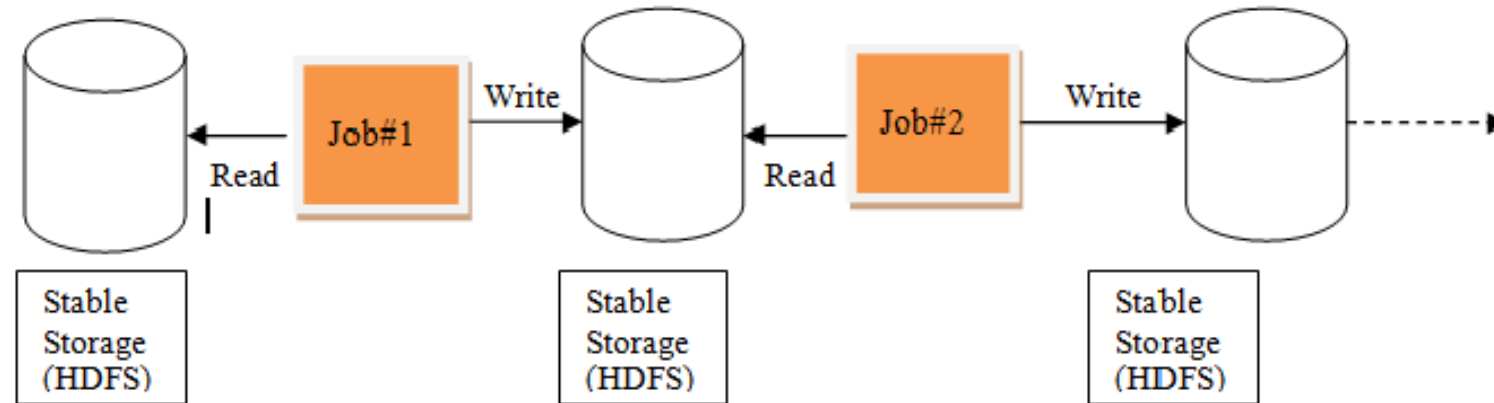 Job#1
Write
Read
Job#2
Write
Read
Stable
Storage
(HDFS)
Stable
Storage
(HDFS)
Stable
Storage
(HDFS)